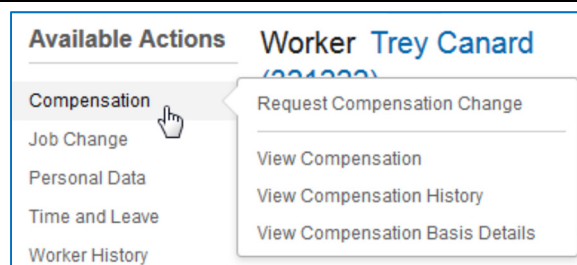 Available Actions
Worker Trey Canard
Compensation
Job Change
Personal Data
Time and Leave
Worker History
Request Compensation Change
View Compensation
View Compensation History
View Compensation Basis Details